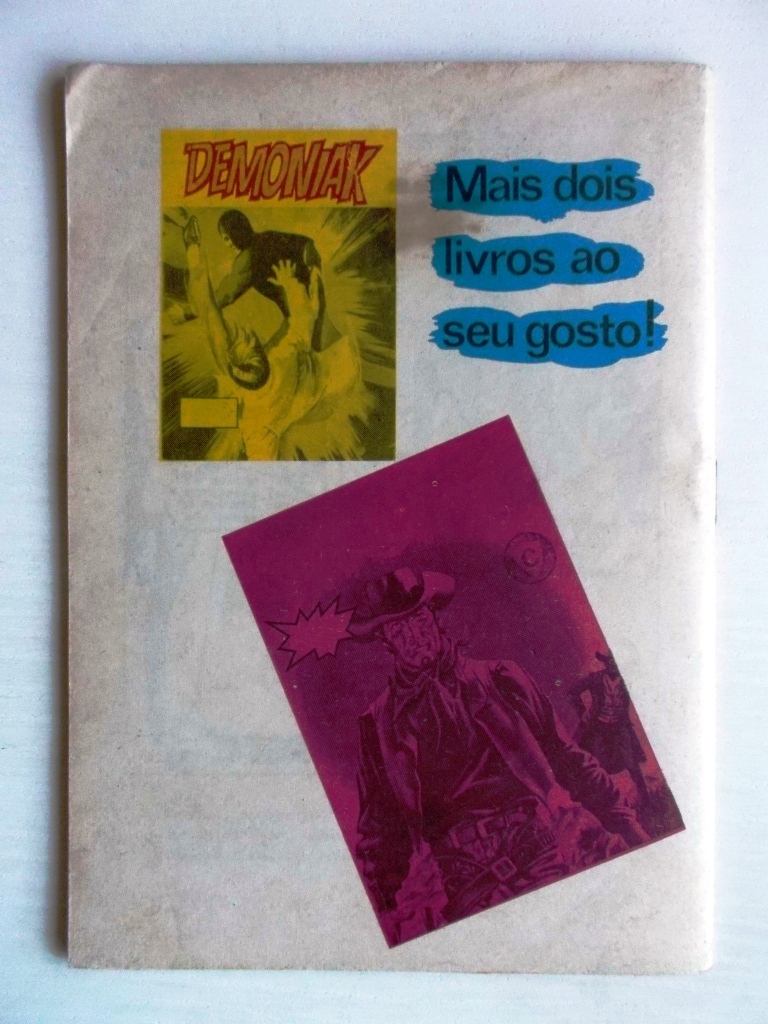 DEMONIAK
Mais dois
livros ao
seu gosto!